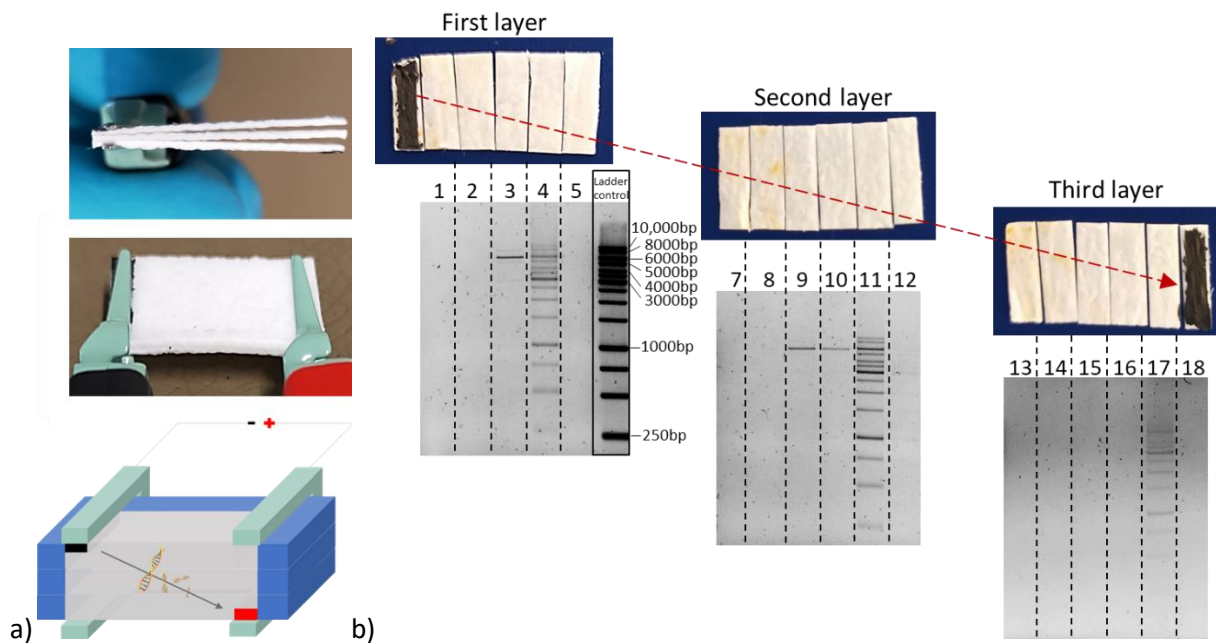 First layer
Second layer
Third layer
1 2 3 4 5
Ladder
control
10,000bp
8000bp
6000bp
5000bp
4000bp
3000bp
1000bp
250bp
7 8 9 10 11 12
13 14 15 16 17 18
- +
a)
b)